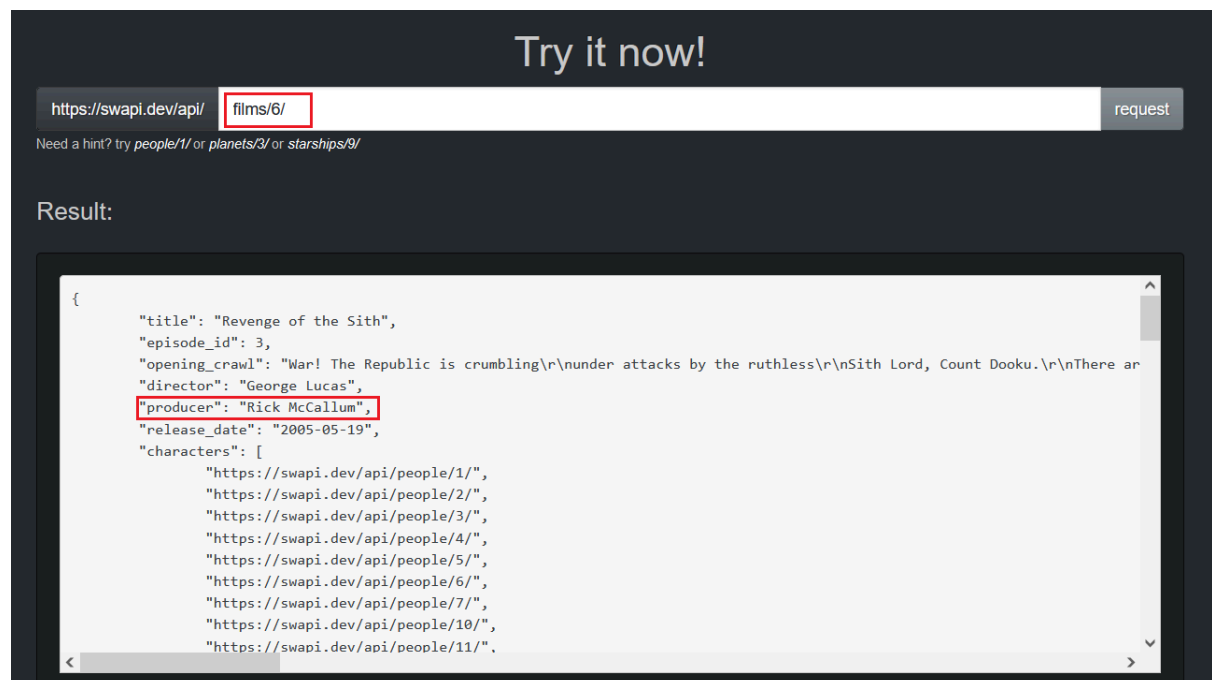 Try it now!
https://swapi.dev/api/ films/6/ request
Need a hint? try people/1/ or planets/3/ or starships/9/
Result:
{
"title": "Revenge of the Sith",
"episode_id": 3,
"opening_crawl": "War! The Republic is crumbling\r\nunder attacks by the ruthless\r\nSith Lord, Count Dooku.\r\nThere ar
"director": "George Lucas",
"producer": "Rick McCallum",
"release_date": "2005-05-19",
"characters": [
"https://swapi.dev/api/people/1/",
"https://swapi.dev/api/people/2/",
"https://swapi.dev/api/people/3/",
"https://swapi.dev/api/people/4/",
"https://swapi.dev/api/people/5/",
"https://swapi.dev/api/people/6/",
"https://swapi.dev/api/people/7/",
"https://swapi.dev/api/people/10/",
"https://swapi.dev/api/people/11/",